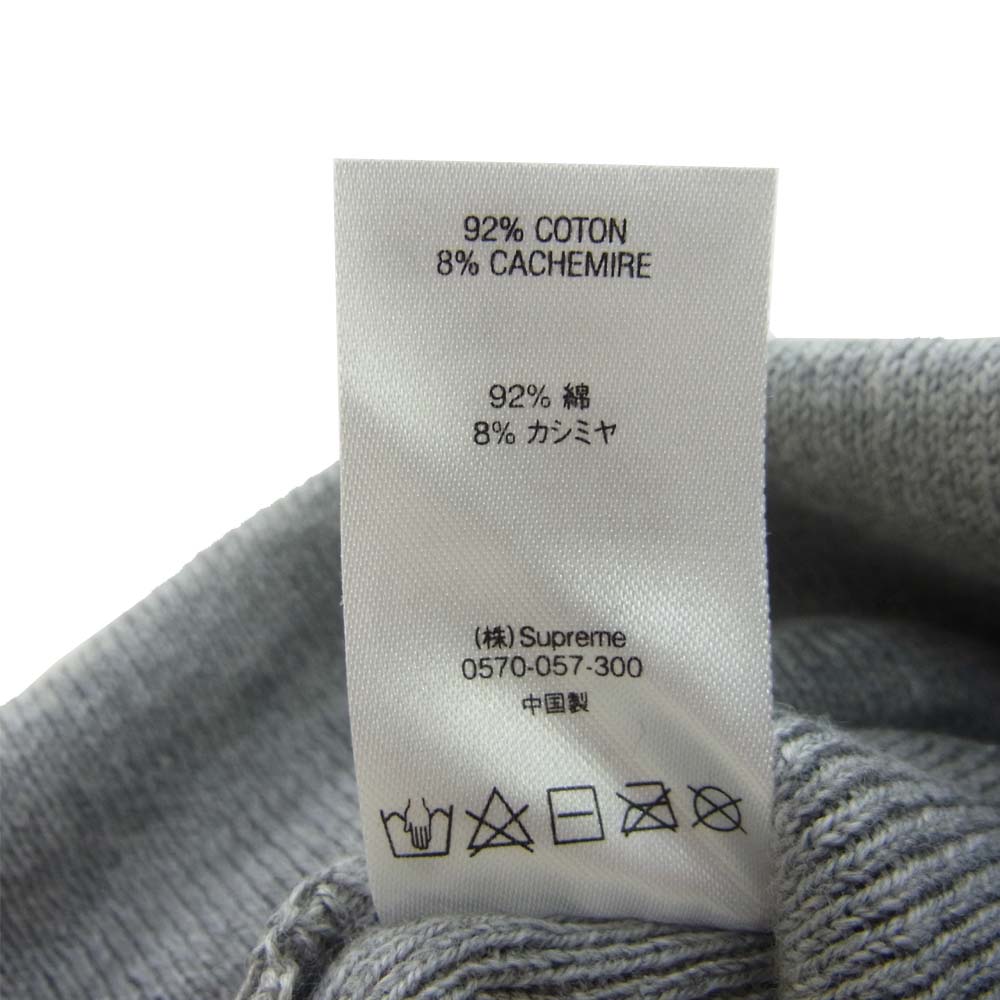 92% COTON
8% CACHEMIRE
92% 綿
8% カシミヤ
(株) Supreme
0570-057-300
中国製